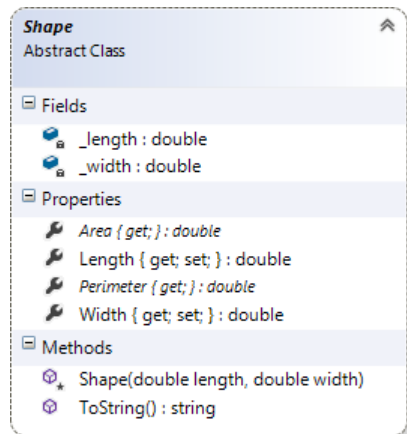 Shape
Abstract Class
Fields
_length : double
_width : double
Properties
Area { get; } : double
Length { get; set; } : double
Perimeter { get; } : double
Width { get; set; } : double
Methods
Shape(double length, double width)
ToString() : string